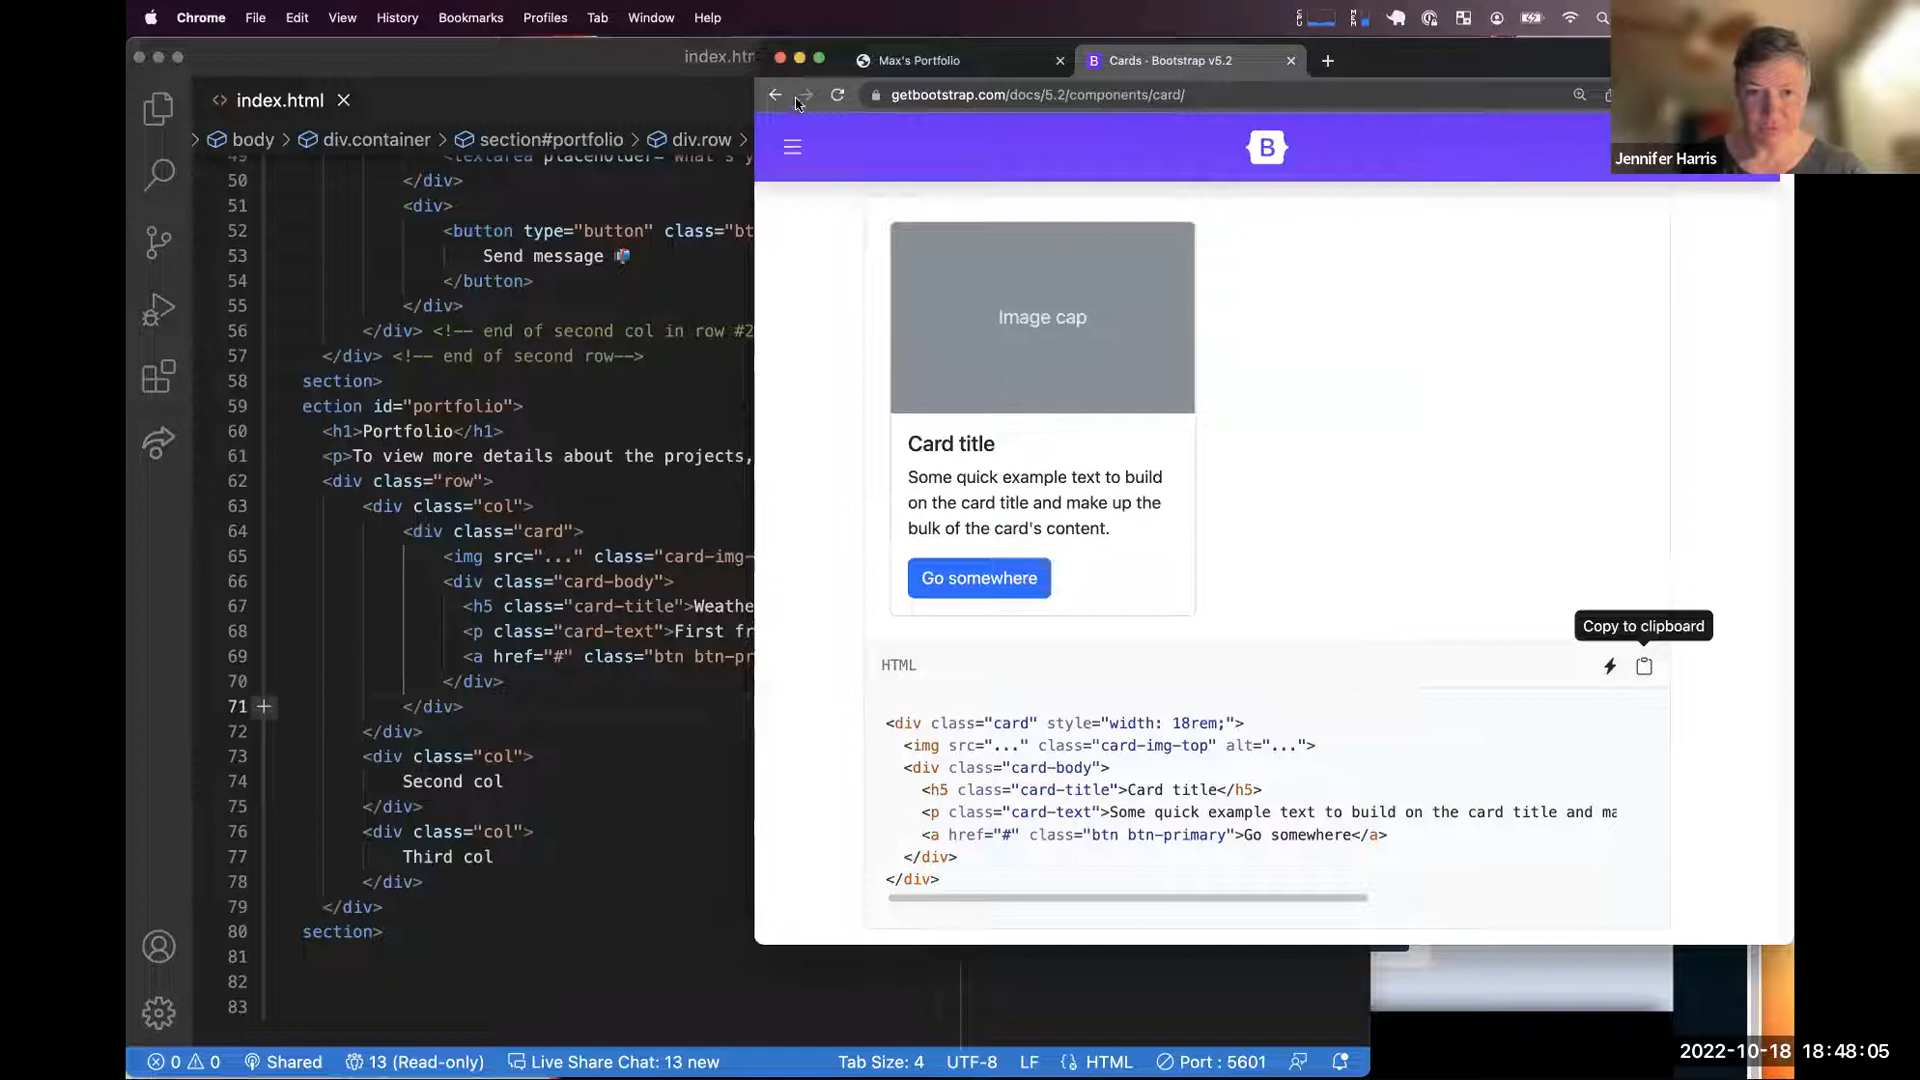 Chrome File Edit View History Bookmarks Profiles Tab Window Help
index.htm
Max's Portfolio
Cards · Bootstrap v5.2
index.html
getbootstrap.com/docs/5.2/components/card/
body div.container section#portfolio div.row
B
Jennifer Harris
49 <textarea placeholder="What's y
50 </div>
51 <div>
52 <button type="button" class="bt
53 Send message
54 </button>
55 </div>
56 </div> <!-- end of second col in row #2
57 </div> <!-- end of second row-->
58 section>
59 ection id="portfolio">
60 <h1>Portfolio</h1>
61 <p>To view more details about the projects,
62 <div class="row">
63 <div class="col">
64 <div class="card">
65 <img src="..." class="card-img-
66 <div class="card-body">
67 <h5 class="card-title">Weathe
68 <p class="card-text">First fr
69 <a href="#" class="btn btn-pr
70 </div>
71 </div>
72 </div>
73 <div class="col">
74 Second col
75 </div>
76 <div class="col">
77 Third col
78 </div>
79 </div>
80 section>
81
82
83
Image cap
Card title
Some quick example text to build
on the card title and make up the
bulk of the card's content.
Go somewhere
Copy to clipboard
HTML
<div class="card" style="width: 18rem;">
<img src="..." class="card-img-top" alt="...">
<div class="card-body">
<h5 class="card-title">Card title</h5>
<p class="card-text">Some quick example text to build on the card title and ma
<a href="#" class="btn btn-primary">Go somewhere</a>
</div>
</div>
0 0 Shared 13 (Read-only) Live Share Chat: 13 new Tab Size: 4 UTF-8 LF HTML Port : 5601
2022-10-18 18:48:05